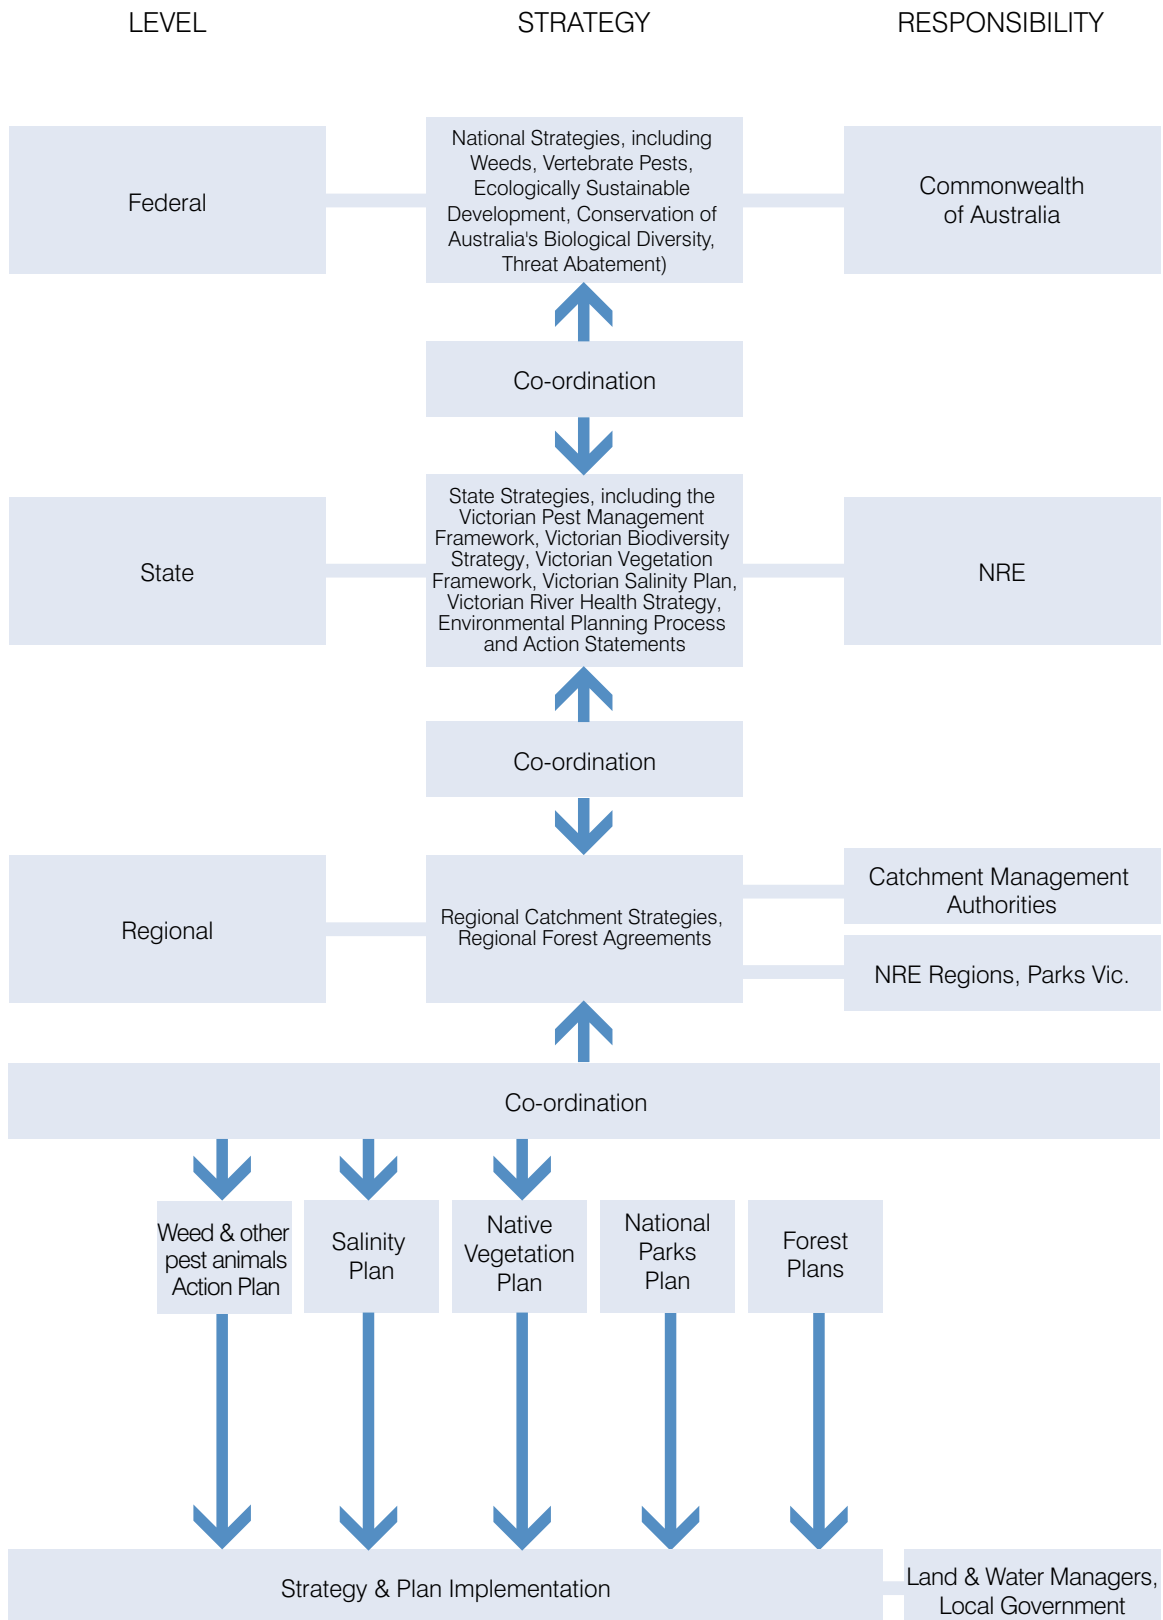 LEVEL
STRATEGY
RESPONSIBILITY
Federal
National Strategies, including
Weeds, Vertebrate Pests,
Ecologically Sustainable
Development, Conservation of
Australia's Biological Diversity,
Threat Abatement)
Commonwealth
of Australia
Co-ordination
State
State Strategies, including the
Victorian Pest Management
Framework, Victorian Biodiversity
Strategy, Victorian Vegetation
Framework, Victorian Salinity Plan,
Victorian River Health Strategy,
Environmental Planning Process
and Action Statements
NRE
Co-ordination
Regional
Regional Catchment Strategies,
Regional Forest Agreements
Catchment Management
Authorities
NRE Regions, Parks Vic.
Co-ordination
Weed & other
pest animals
Action Plan
Salinity
Plan
Native
Vegetation
Plan
National
Parks
Plan
Forest
Plans
Strategy & Plan Implementation
Land & Water Managers,
Local Government